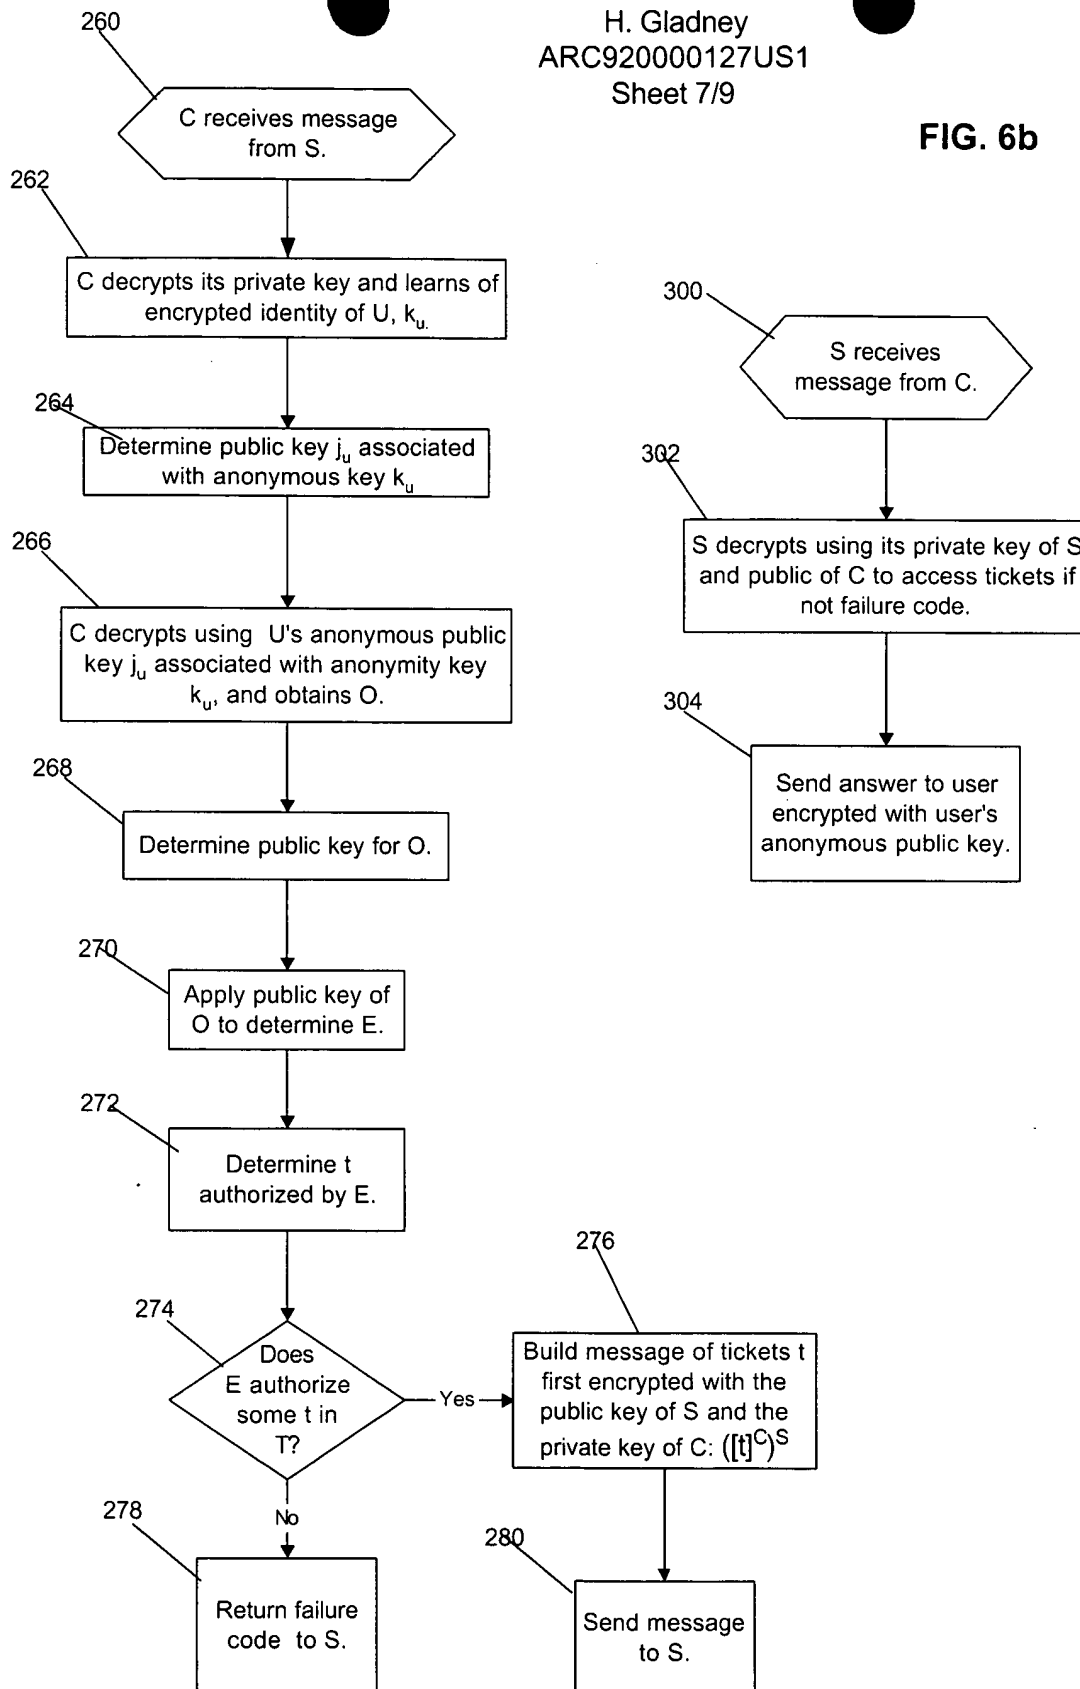 H. Gladney
ARC920000127US1
Sheet 7/9
FIG. 6b
260
C receives message
from S.
262
C decrypts its private key and learns of
encrypted identity of U, k_u.
264
Determine public key j_u associated
with anonymous key k_u
266
C decrypts using U's anonymous public
key j_u associated with anonymity key
k_u, and obtains O.
268
Determine public key for O.
270
Apply public key of
O to determine E.
272
Determine t
authorized by E.
274
Does
E authorize
some t in
T?
Yes
No
276
Build message of tickets t
first encrypted with the
public key of S and the
private key of C: ([t]^C)^S
278
Return failure
code to S.
280
Send message
to S.
300
S receives
message from C.
302
S decrypts using its private key of S
and public of C to access tickets if
not failure code.
304
Send answer to user
encrypted with user's
anonymous public key.